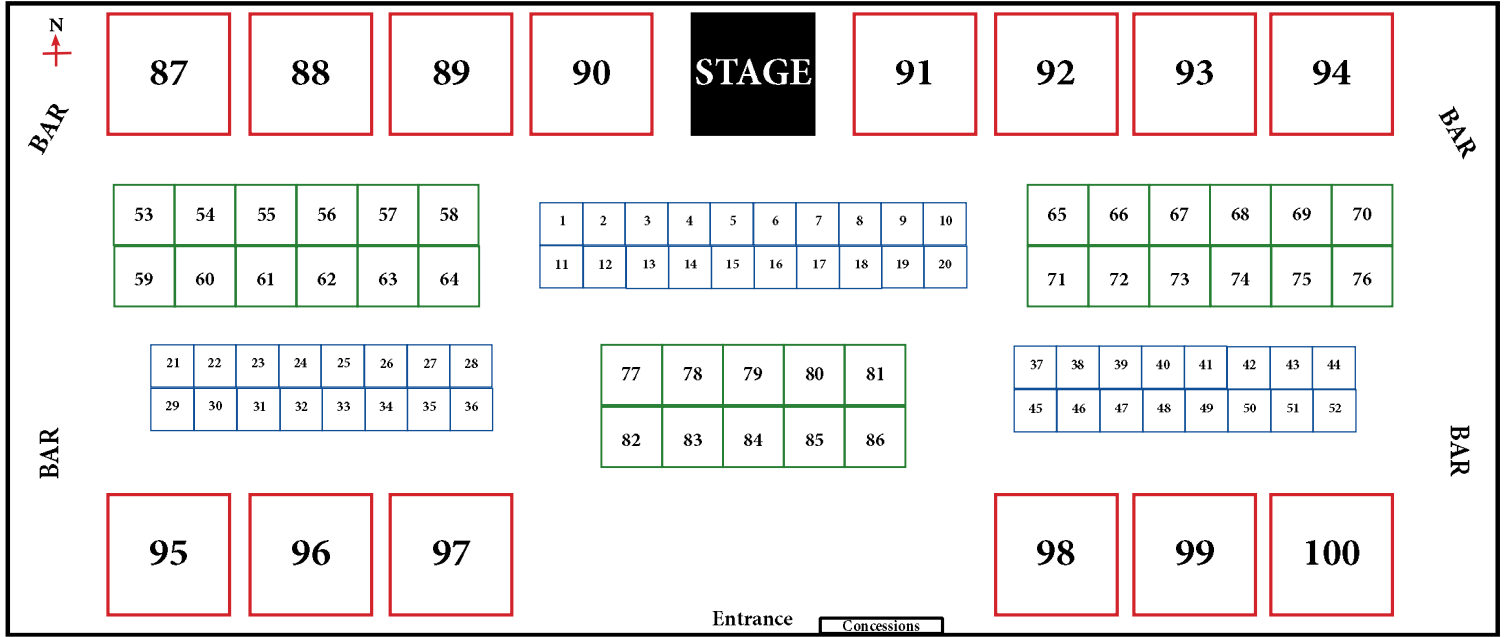 N
87 88 89 90 STAGE 91 92 93 94
BAR BAR
53 54 55 56 57 58
1 2 3 4 5 6 7 8 9 10
65 66 67 68 69 70
59 60 61 62 63 64
11 12 13 14 15 16 17 18 19 20
71 72 73 74 75 76
21 22 23 24 25 26 27 28
77 78 79 80 81
37 38 39 40 41 42 43 44
29 30 31 32 33 34 35 36
82 83 84 85 86
45 46 47 48 49 50 51 52
BAR BAR
95 96 97 98 99 100
Entrance
Concessions